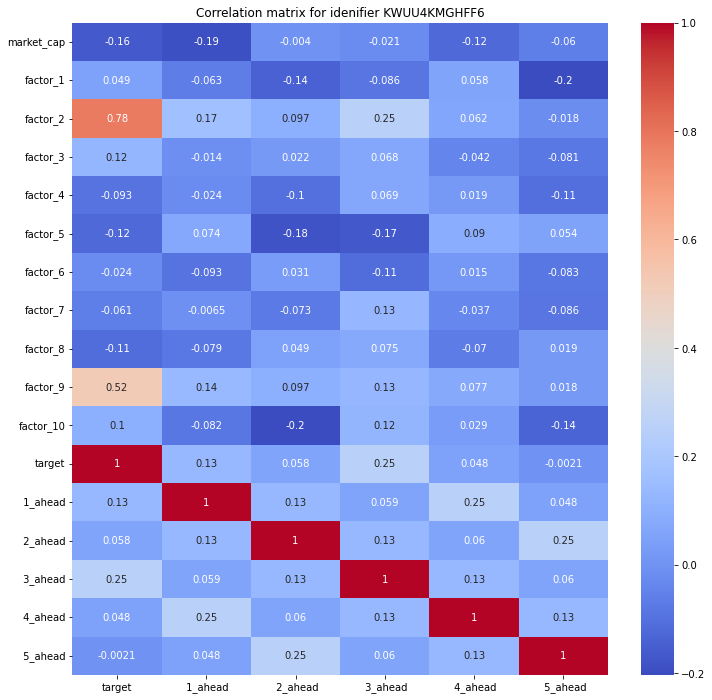 Correlation matrix for idenifier KWUU4KMGHFF6
market_cap -0.16 -0.19 -0.004 -0.021 -0.12 -0.06
factor_1 0.049 -0.063 -0.14 -0.086 0.058 -0.2
factor_2 0.78 0.17 0.097 0.25 0.062 -0.018
factor_3 0.12 -0.014 0.022 0.068 -0.042 -0.081
factor_4 -0.093 -0.024 -0.1 0.069 0.019 -0.11
factor_5 -0.12 0.074 -0.18 -0.17 0.09 0.054
factor_6 -0.024 -0.093 0.031 -0.11 0.015 -0.083
factor_7 -0.061 -0.0065 -0.073 0.13 -0.037 -0.086
factor_8 -0.11 -0.079 0.049 0.075 -0.07 0.019
factor_9 0.52 0.14 0.097 0.13 0.077 0.018
factor_10 0.1 -0.082 -0.2 0.12 0.029 -0.14
target 1 0.13 0.058 0.25 0.048 -0.0021
1_ahead 0.13 1 0.13 0.059 0.25 0.048
2_ahead 0.058 0.13 1 0.13 0.06 0.25
3_ahead 0.25 0.059 0.13 1 0.13 0.06
4_ahead 0.048 0.25 0.06 0.13 1 0.13
5_ahead -0.0021 0.048 0.25 0.06 0.13 1
target 1_ahead 2_ahead 3_ahead 4_ahead 5_ahead
1.0
0.8
0.6
0.4
0.2
0.0
-0.2